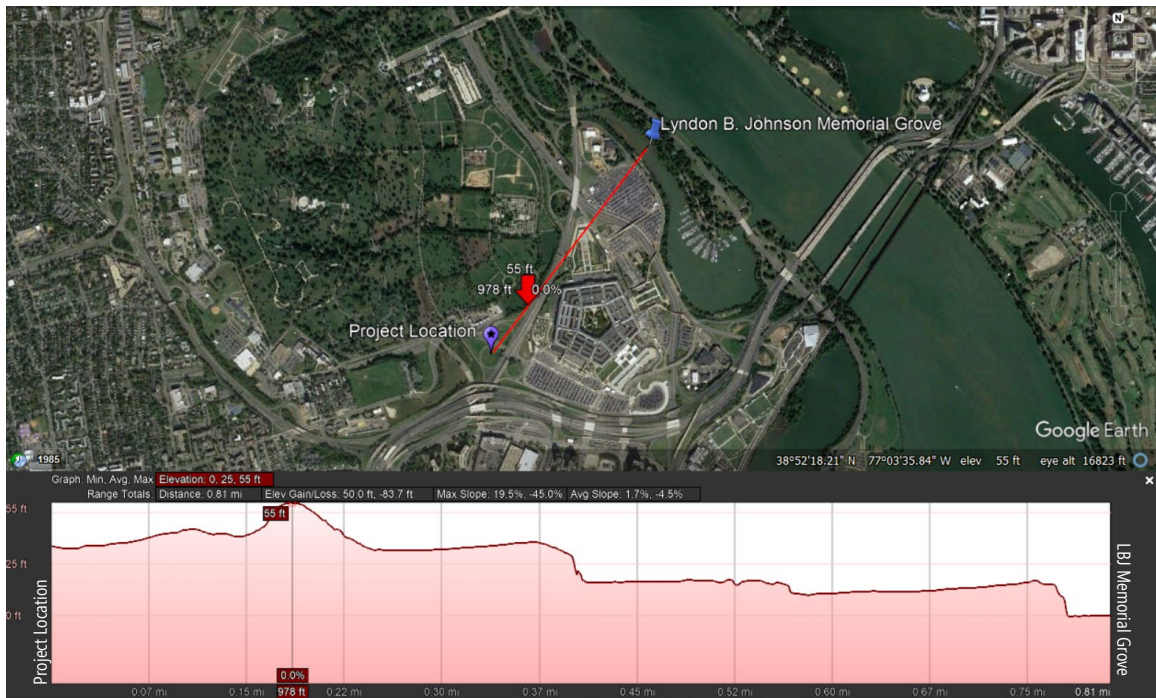 N
Lyndon B. Johnson Memorial Grove
55 ft
978 ft 0.0%
Project Location
Google Earth
1985
38°52'18.21" N 77°03'35.84" W elev 55 ft eye alt 16823 ft
Graph: Min, Avg, Max Elevation: 0, 25, 55 ft
Range Totals: Distance: 0.81 mi Elev Gain/Loss: 50.0 ft, -83.7 ft Max Slope: 19.5%, -45.0% Avg Slope: 1.7%, -4.5%
55 ft
55 ft
25 ft
0 ft
Project Location
LBJ Memorial Grove
0.0%
0.07 mi 0.15 mi 978 ft 0.22 mi 0.30 mi 0.37 mi 0.45 mi 0.52 mi 0.60 mi 0.67 mi 0.75 mi 0.81 mi